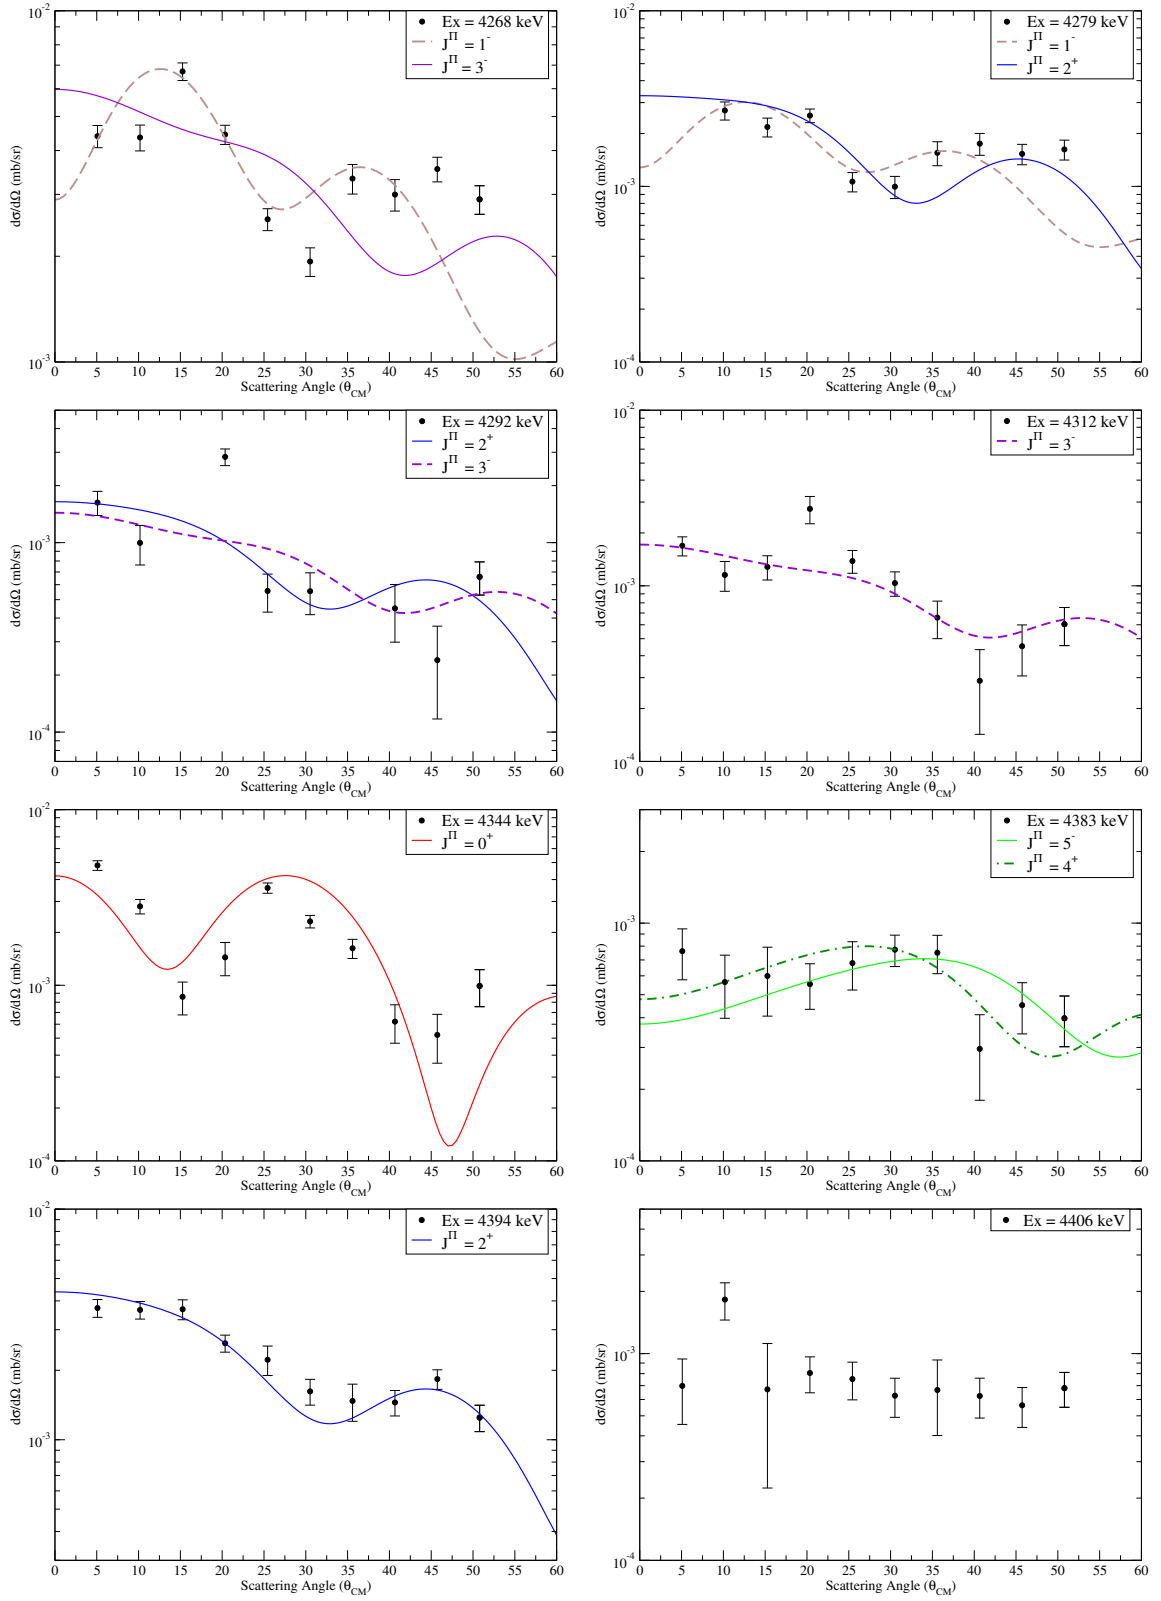 Ex = 4268 keV
J^Π = 1^-
J^Π = 3^-
10^-2
10^-3
dσ/dΩ (mb/sr)
0 5 10 15 20 25 30 35 40 45 50 55 60
Scattering Angle (θ_CM)
Ex = 4279 keV
J^Π = 1^-
J^Π = 2^+
10^-2
10^-3
10^-4
dσ/dΩ (mb/sr)
0 5 10 15 20 25 30 35 40 45 50 55 60
Scattering Angle (θ_CM)
Ex = 4292 keV
J^Π = 2^+
J^Π = 3^-
10^-3
10^-4
dσ/dΩ (mb/sr)
0 5 10 15 20 25 30 35 40 45 50 55 60
Scattering Angle (θ_CM)
Ex = 4312 keV
J^Π = 3^-
10^-2
10^-3
10^-4
dσ/dΩ (mb/sr)
0 5 10 15 20 25 30 35 40 45 50 55 60
Scattering Angle (θ_CM)
Ex = 4344 keV
J^Π = 0^+
10^-2
10^-3
10^-4
dσ/dΩ (mb/sr)
0 5 10 15 20 25 30 35 40 45 50 55 60
Scattering Angle (θ_CM)
Ex = 4383 keV
J^Π = 5^-
J^Π = 4^+
10^-3
10^-4
dσ/dΩ (mb/sr)
0 5 10 15 20 25 30 35 40 45 50 55 60
Scattering Angle (θ_CM)
Ex = 4394 keV
J^Π = 2^+
10^-2
10^-3
dσ/dΩ (mb/sr)
0 5 10 15 20 25 30 35 40 45 50 55 60
Scattering Angle (θ_CM)
Ex = 4406 keV
10^-3
10^-4
dσ/dΩ (mb/sr)
0 5 10 15 20 25 30 35 40 45 50 55 60
Scattering Angle (θ_CM)